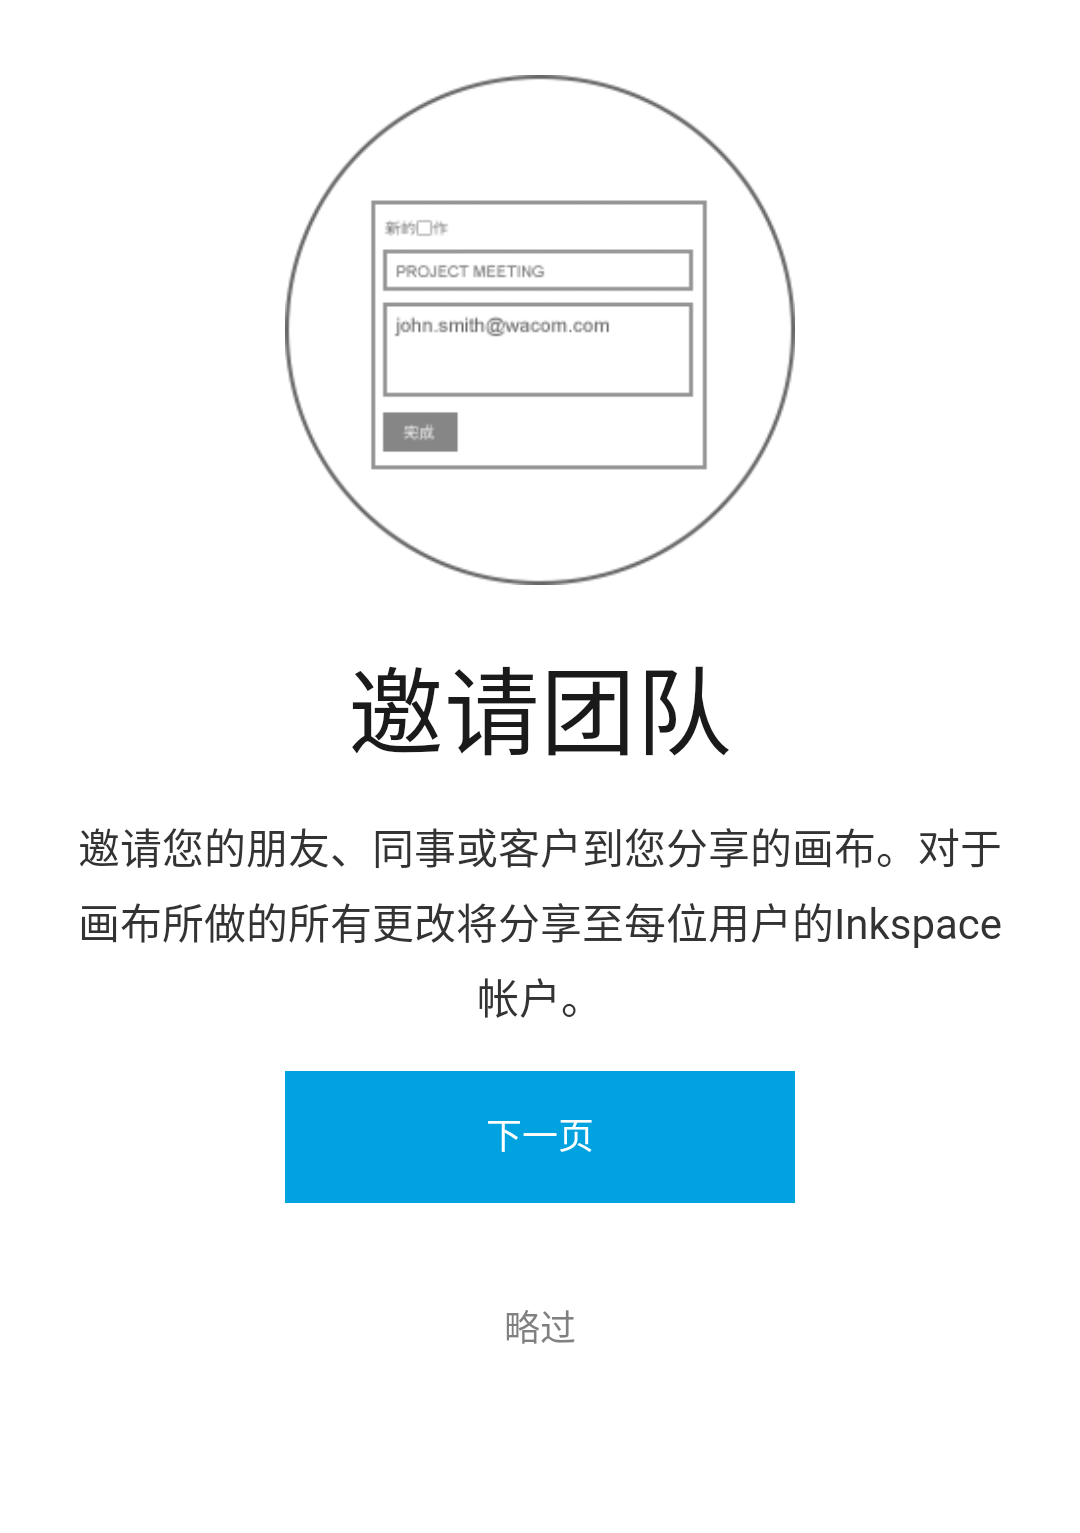 新的□作
PROJECT MEETING
john.smith@wacom.com
完成
邀请团队
邀请您的朋友、同事或客户到您分享的画布。对于
画布所做的所有更改将分享至每位用户的Inkspace
帐户。
下一页
略过